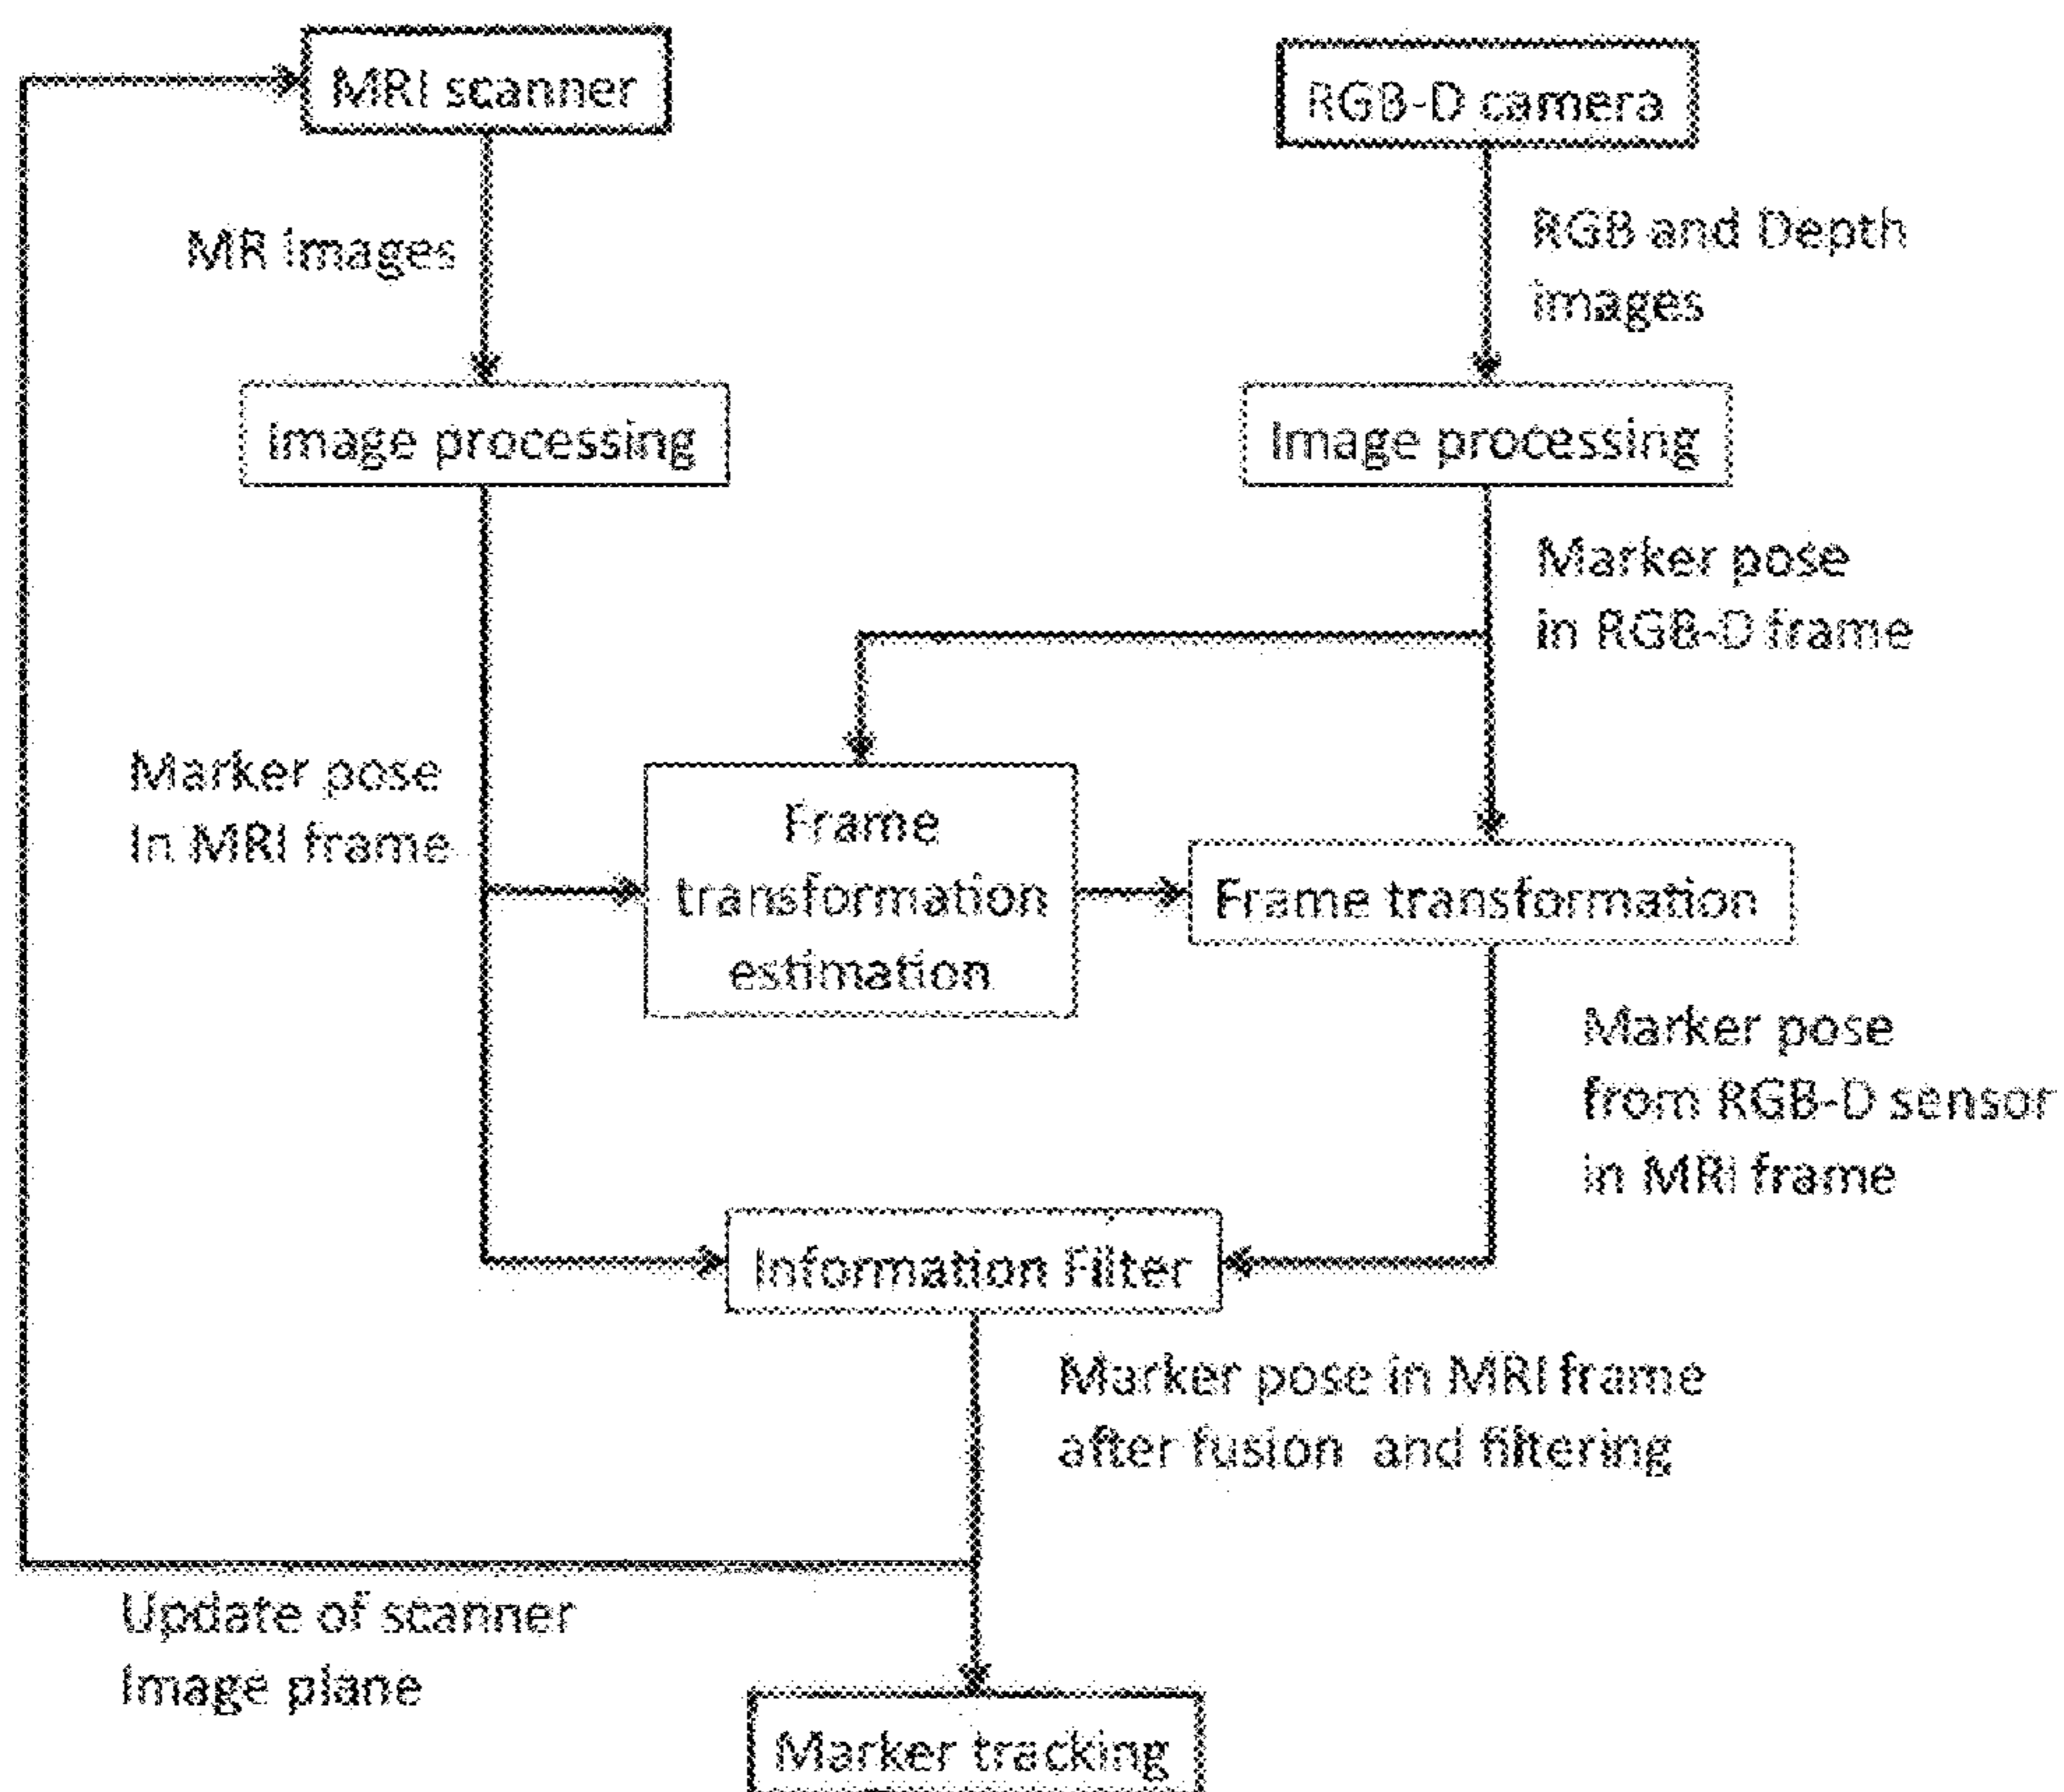 MRI scanner
RGB-D camera
MR images
RGB and Depth
images
Image processing
Image processing
Marker pose
in RGB-D frame
Marker pose
In MRI frame
Frame
transformation
estimation
Frame transformation
Marker pose
from RGB-D sensor
in MRI frame
Information Filter
Marker pose in MRI frame
after fusion and filtering
Update of scanner
Image plane
Marker tracking